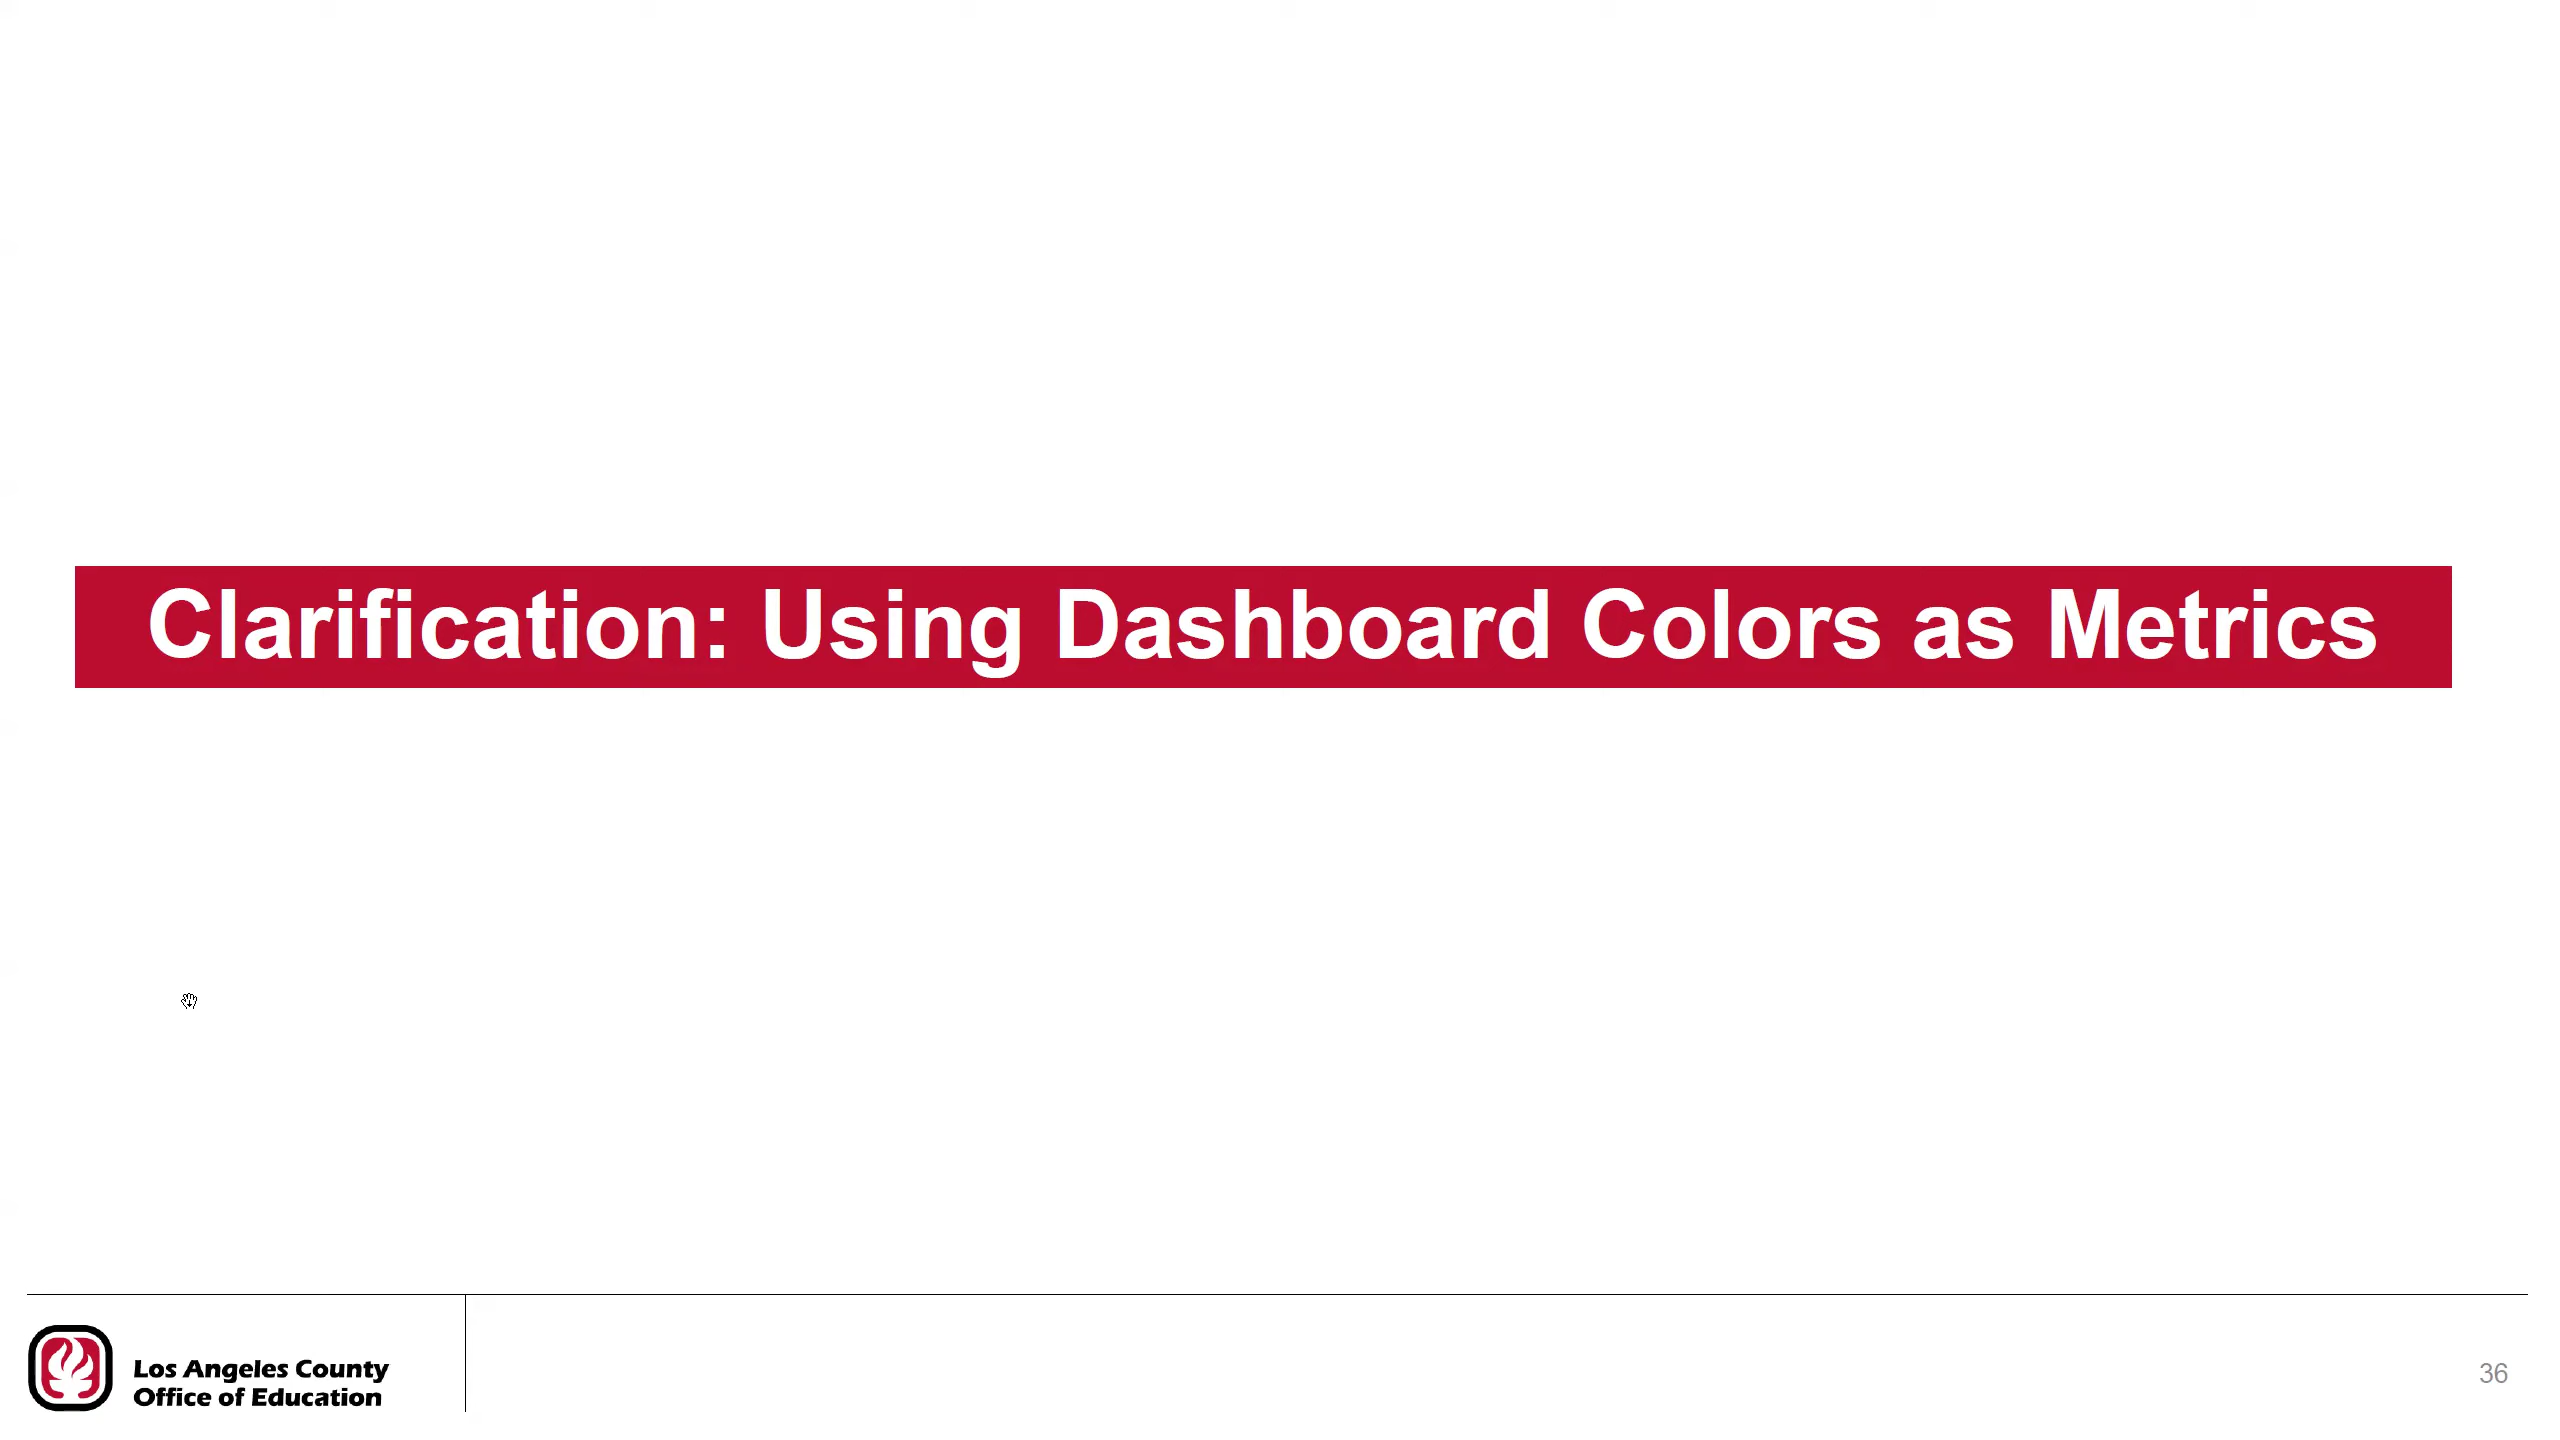 Clarification: Using Dashboard Colors as Metrics
Los Angeles County
Office of Education
36